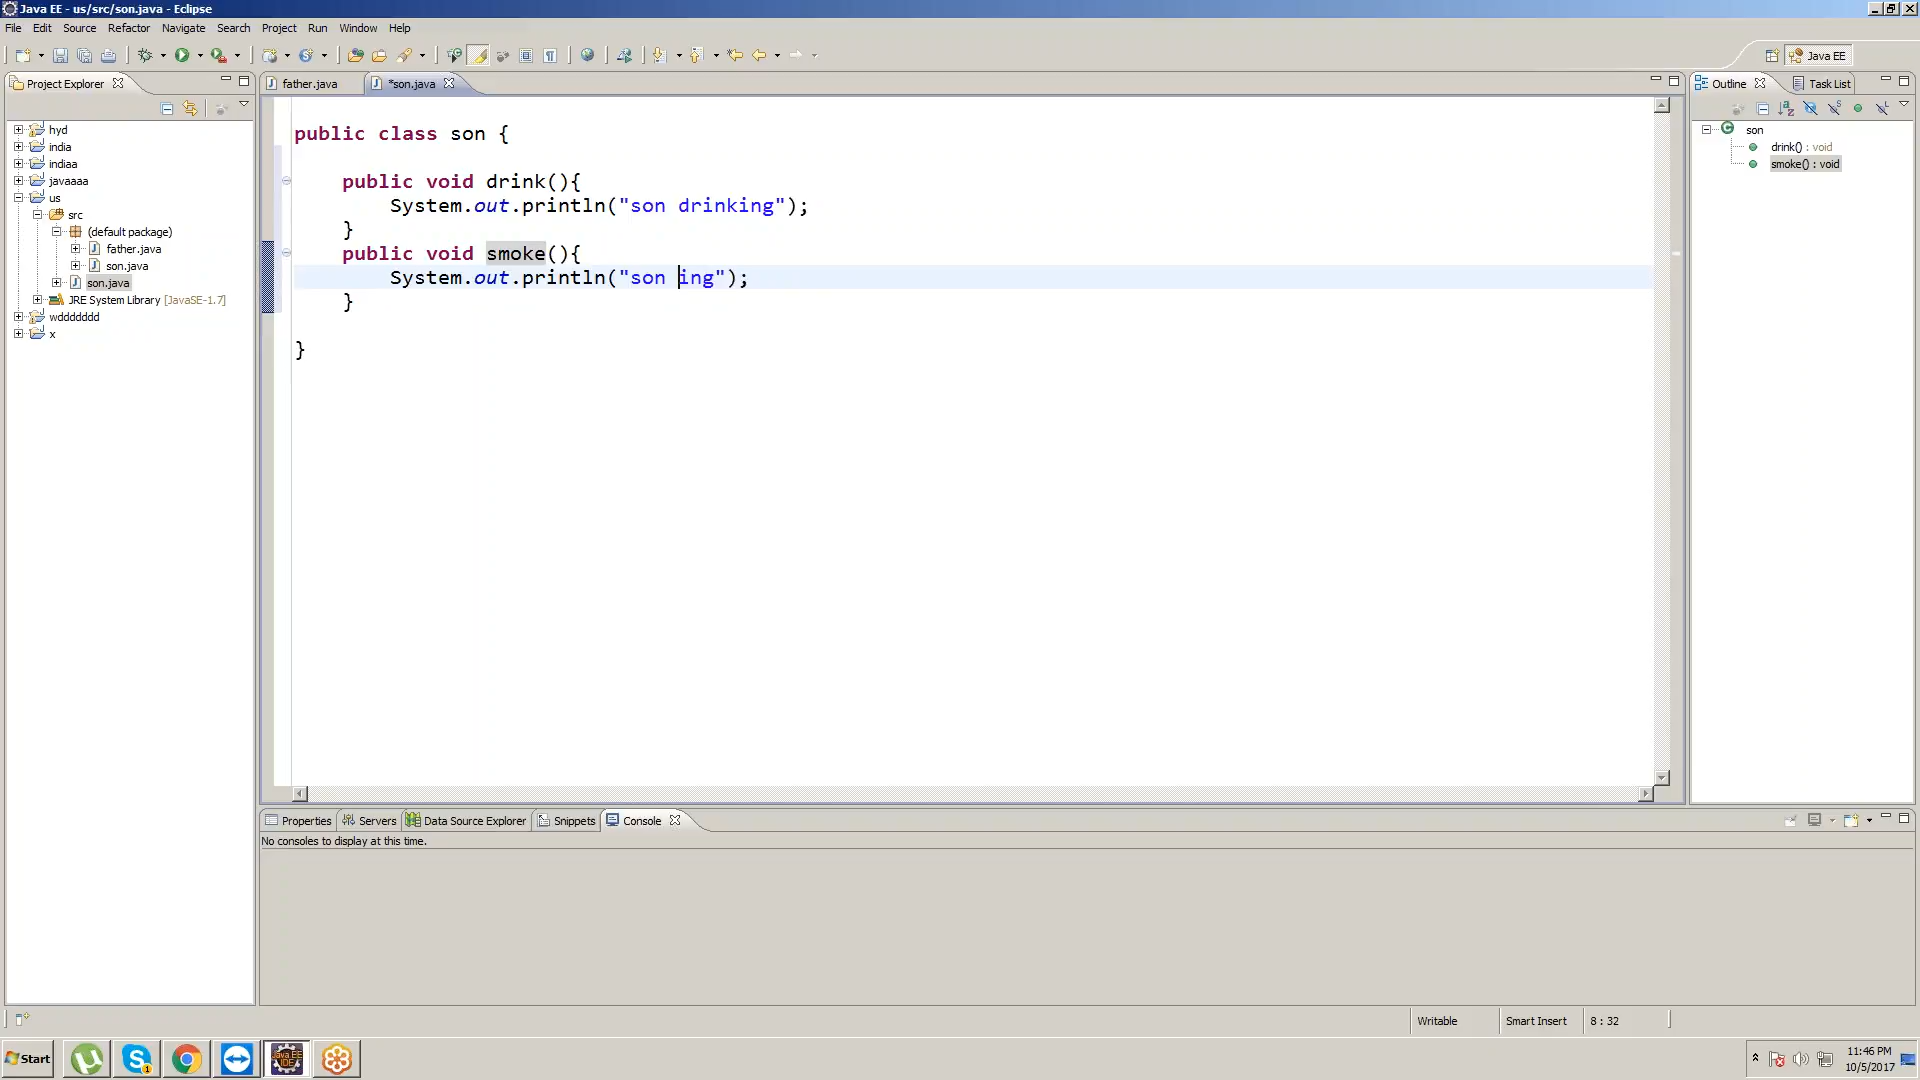 Java EE - us/src/son.java - Eclipse
File Edit Source Refactor Navigate Search Project Run Window Help
Java EE
Project Explorer
father.java
*son.java
Outline
Task List
hyd
india
indiaa
javaaaa
us
src
(default package)
father.java
son.java
son.java
JRE System Library [JavaSE-1.7]
wddddddd
x
public class son {
public void drink(){
System.out.println("son drinking");
}
public void smoke(){
System.out.println("son ing");
}
}
son
drink() : void
smoke() : void
Properties
Servers
Data Source Explorer
Snippets
Console
No consoles to display at this time.
Writable
Smart Insert
8 : 32
Start
Java EE
IDE
11:46 PM
10/5/2017